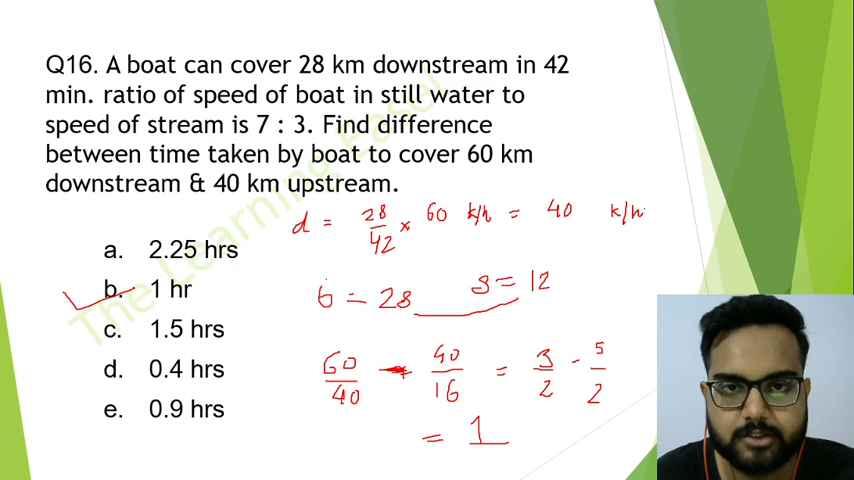 Q16. A boat can cover 28 km downstream in 42
min. ratio of speed of boat in still water to
speed of stream is 7 : 3. Find difference
between time taken by boat to cover 60 km
downstream & 40 km upstream.
d = 28/42 × 60 k/h = 40 k/h
a. 2.25 hrs
b. 1 hr
b = 28 s = 12
c. 1.5 hrs
60/40 - 40/16 = 3/2 - 5/2
d. 0.4 hrs
e. 0.9 hrs
= 1
The Learning Easel